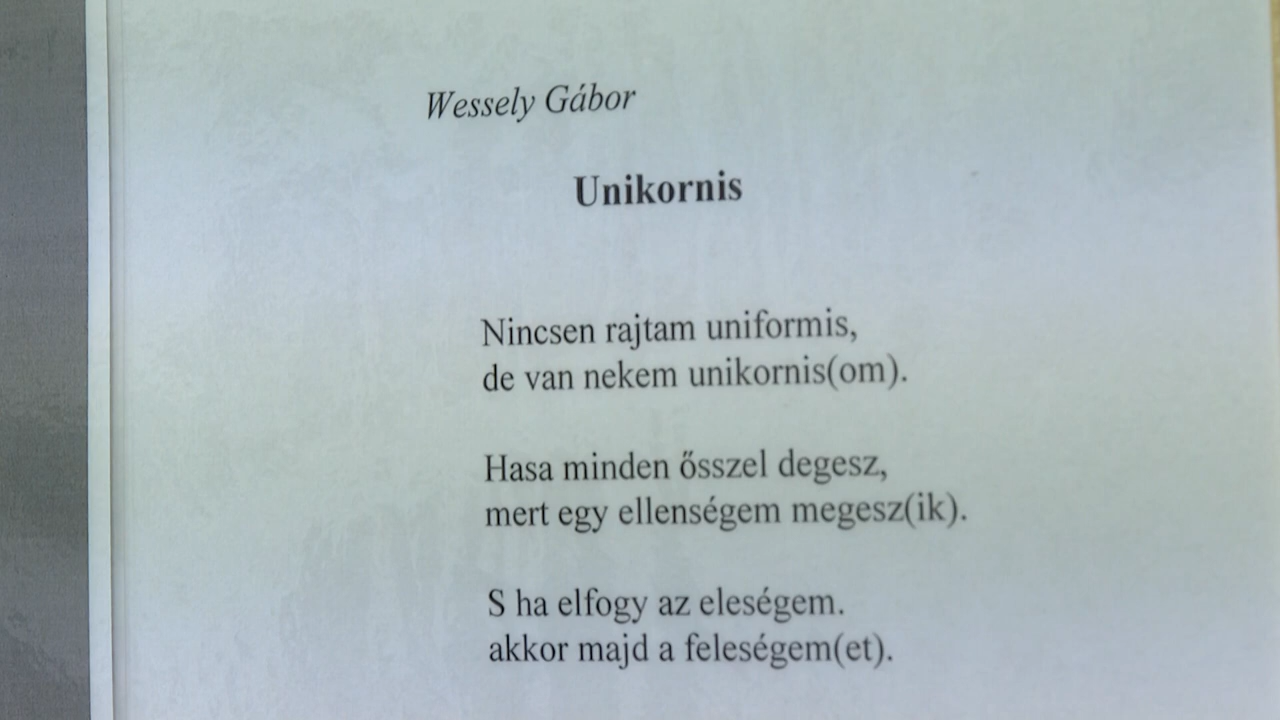 Wessely Gábor
Unikornis
Nincsen rajtam uniformis,
de van nekem unikornis(om).
Hasa minden ősszel degesz,
mert egy ellenségem megesz(ik).
S ha elfogy az eleségem.
akkor majd a feleségem(et).